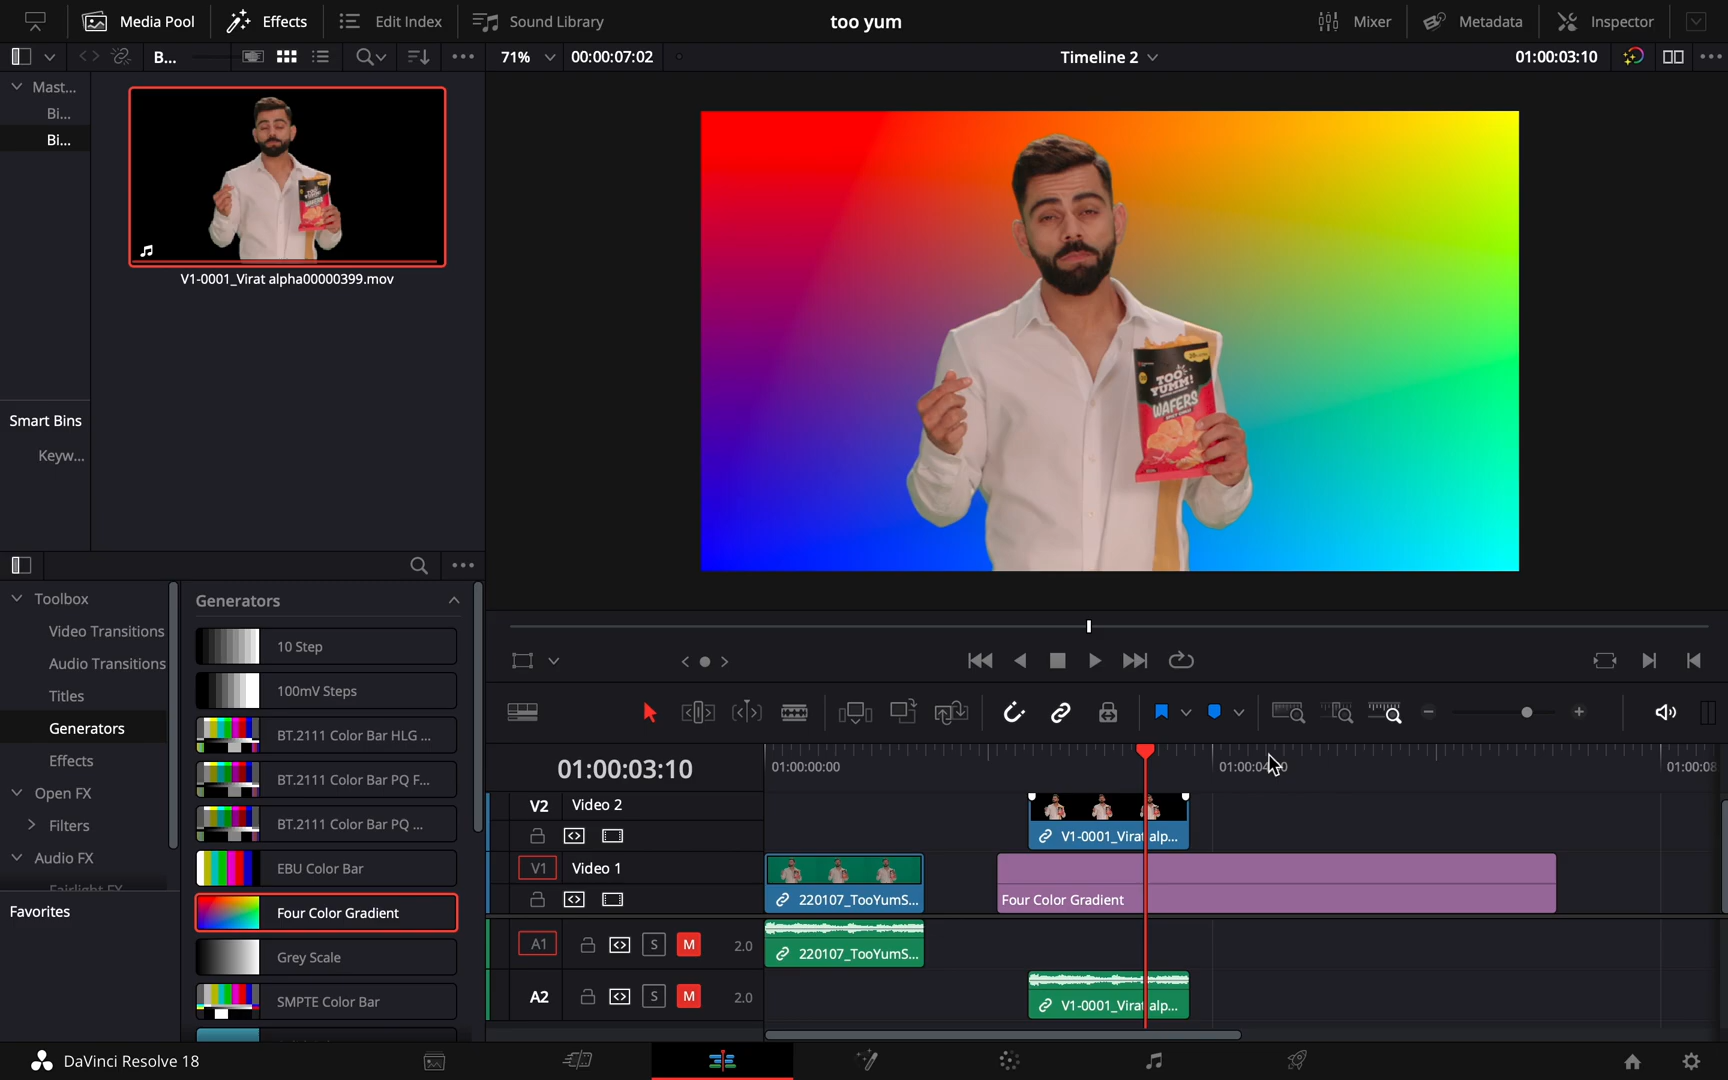 Media Pool
Effects
Edit Index
Sound Library
too yum
Mixer
Metadata
Inspector
B...
71%
00:00:07:02
Timeline 2
01:00:03:10
Mast...
Bi...
Bi...
V1-0001_Virat alpha00000399.mov
TOO
YUMM!
WAFERS
Smart Bins
Keyw...
Toolbox
Video Transitions
Audio Transitions
Titles
Generators
Effects
Open FX
Filters
Audio FX
Fairlight FX
Favorites
Generators
10 Step
100mV Steps
BT.2111 Color Bar HLG ...
BT.2111 Color Bar PQ F...
BT.2111 Color Bar PQ ...
EBU Color Bar
Four Color Gradient
Grey Scale
SMPTE Color Bar
01:00:03:10
01:00:00:00
01:00:08
V2
Video 2
V1-0001_Virat alp...
V1
Video 1
220107_TooYumS...
Four Color Gradient
A1
S
M
2.0
220107_TooYumS...
A2
S
M
2.0
V1-0001_Virat alp...
DaVinci Resolve 18